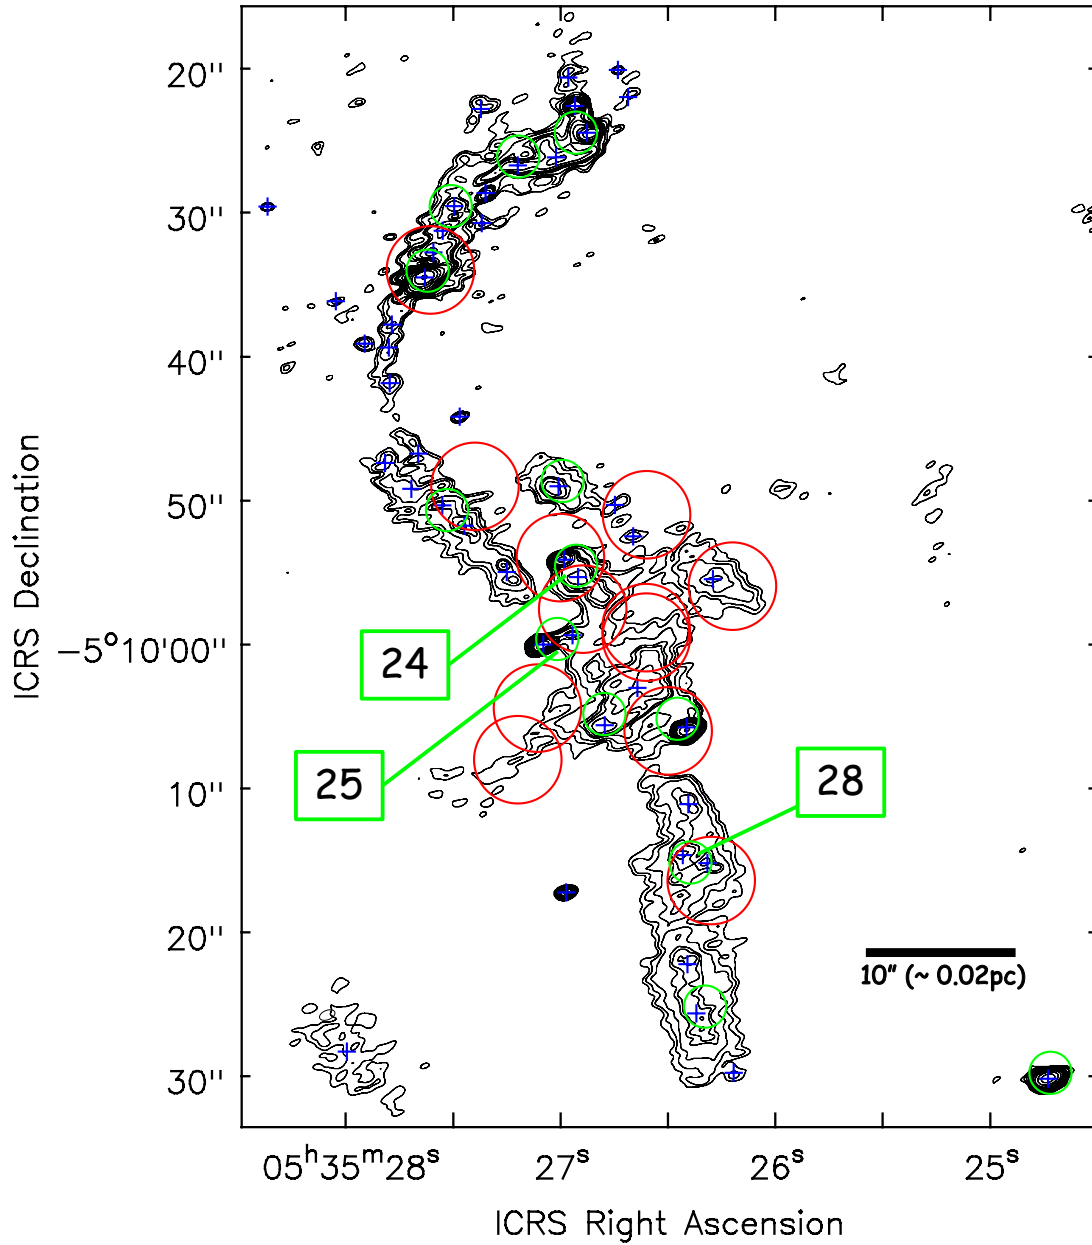 20''
30''
40''
50''
−5°10'00''
10''
20''
30''
ICRS Declination
24
25
28
10" (~ 0.02pc)
05ʰ35ᵐ28ˢ
27ˢ
26ˢ
25ˢ
ICRS Right Ascension